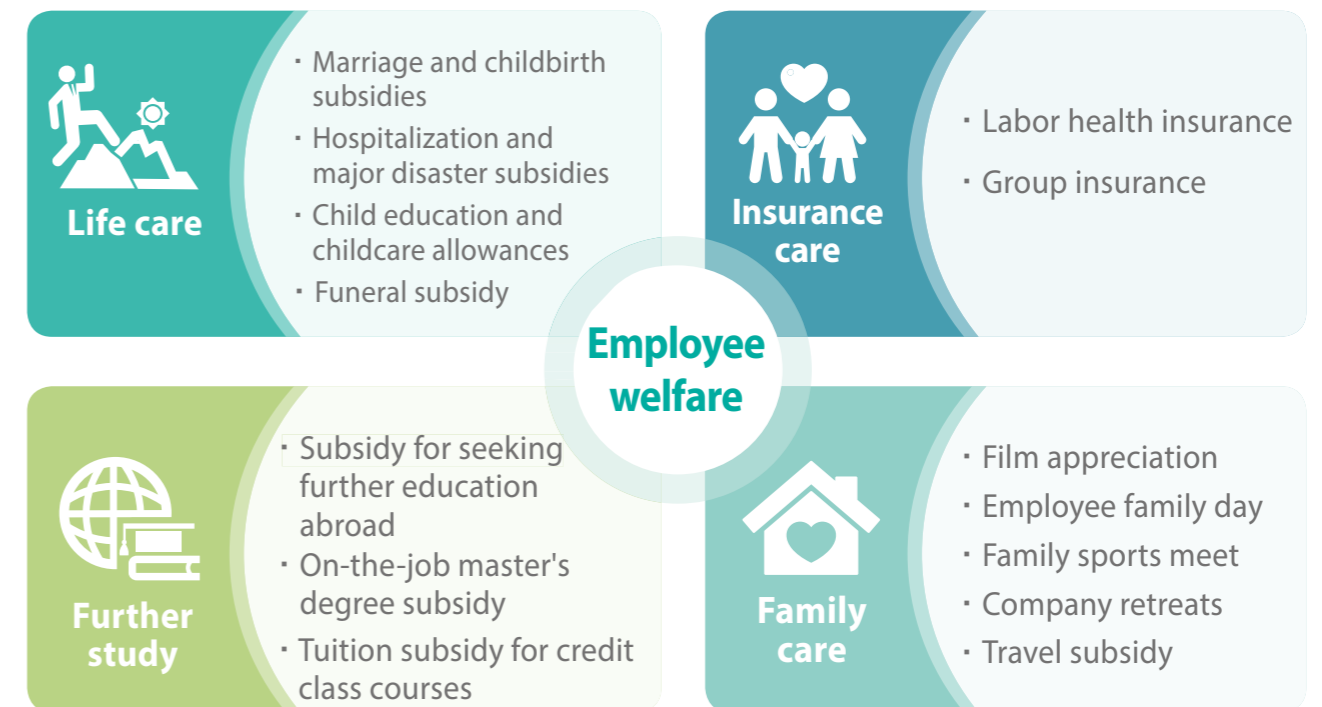 Life care
· Marriage and childbirth
subsidies
· Hospitalization and
major disaster subsidies
· Child education and
childcare allowances
· Funeral subsidy
Insurance
care
· Labor health insurance
· Group insurance
Employee
welfare
Further
study
· Subsidy for seeking
further education
abroad
· On-the-job master's
degree subsidy
· Tuition subsidy for credit
class courses
Family
care
· Film appreciation
· Employee family day
· Family sports meet
· Company retreats
· Travel subsidy